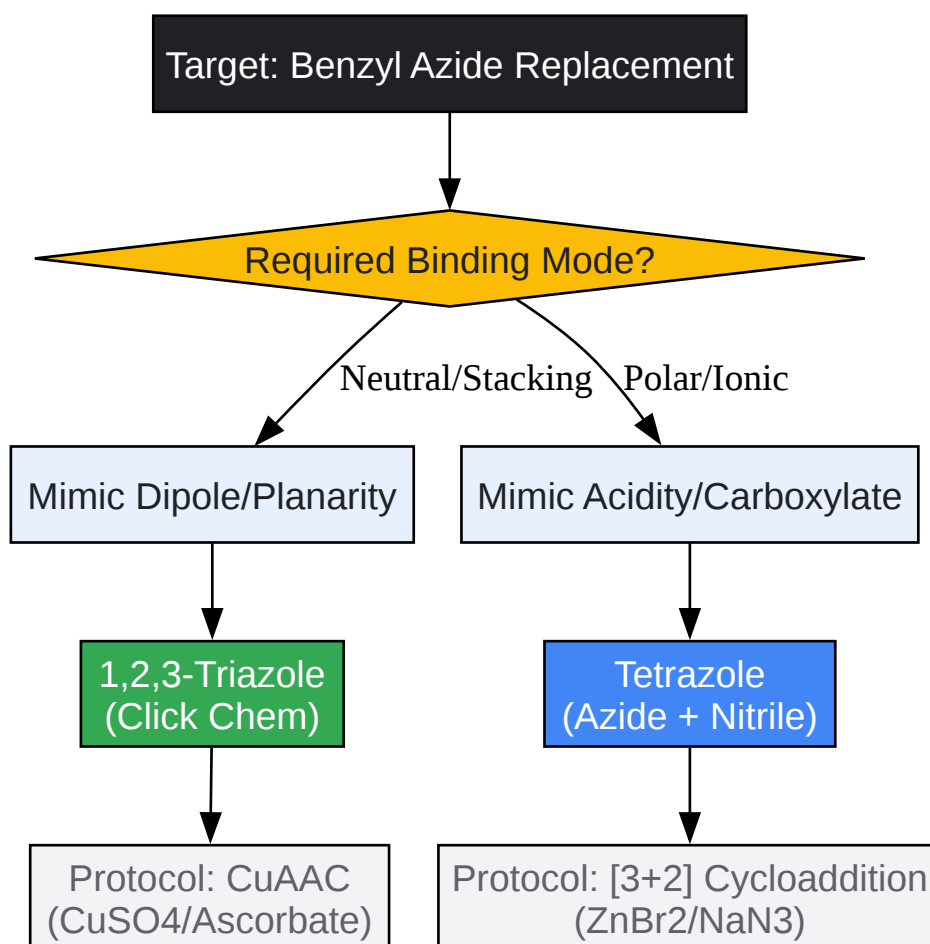 Target: Benzyl Azide Replacement
Required Binding Mode?
Neutral/Stacking
Polar/Ionic
Mimic Dipole/Planarity
Mimic Acidity/Carboxylate
1,2,3-Triazole
(Click Chem)
Tetrazole
(Azide + Nitrile)
Protocol: CuAAC
(CuSO4/Ascorbate)
Protocol: [3+2] Cycloaddition
(ZnBr2/NaN3)